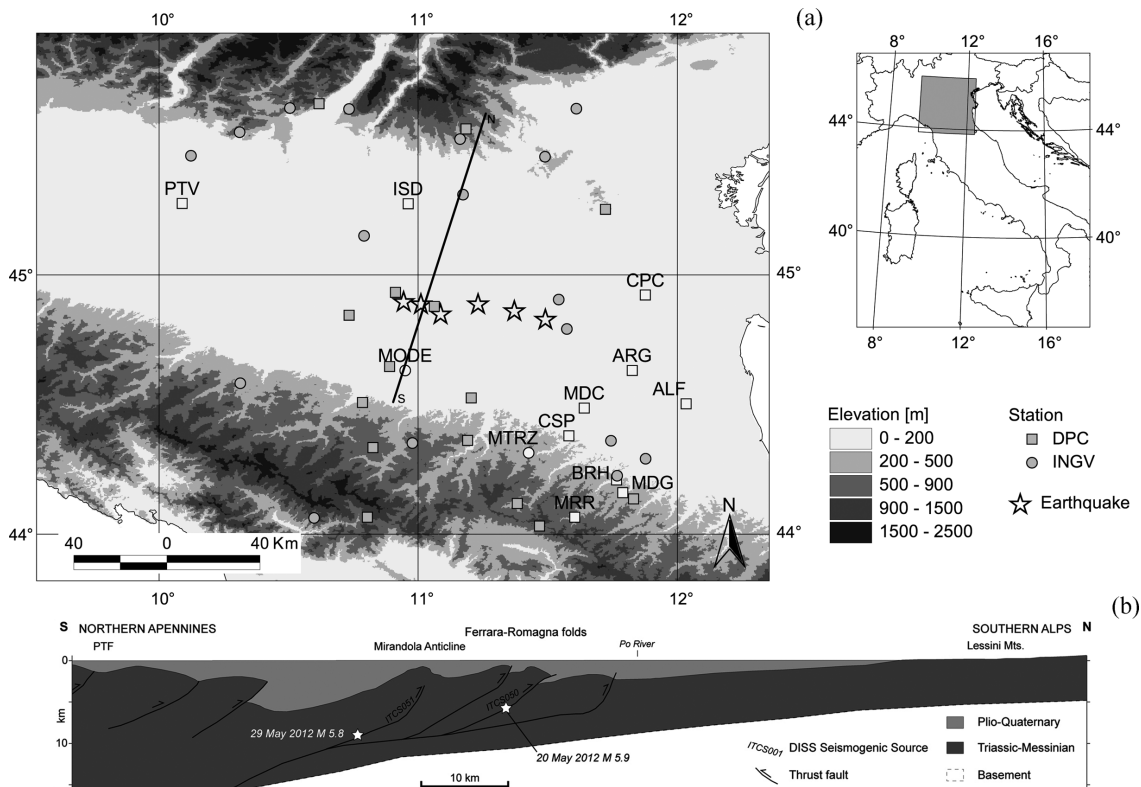 (a)
10° 11° 12°
8° 12° 16°
N
PTV ISD
44° 44°
40° 40°
45° 45°
CPC
MODE
S
ARG
ALF
MDC
CSP
MTRZ
BRH
MDG
MRR
N
44° 44°
40 0 40 Km
10° 11° 12°
8° 12° 16°
Elevation [m]
0 - 200
200 - 500
500 - 900
900 - 1500
1500 - 2500
Station
DPC
INGV
Earthquake
(b)
S NORTHERN APENNINES Ferrara-Romagna folds SOUTHERN ALPS N
PTF Mirandola Anticline Po River Lessini Mts.
0
km
10
ITCS051
ITCS050
29 May 2012 M 5.8
20 May 2012 M 5.9
10 km
ITCS001 DISS Seismogenic Source
Thrust fault
Plio-Quaternary
Triassic-Messinian
Basement